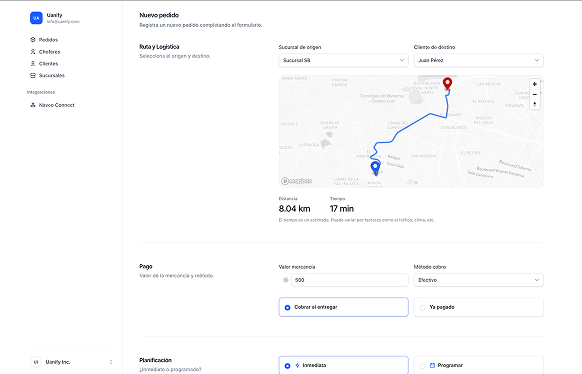 UA
Uanify
info@uanify.com
Pedidos
Choferes
Clientes
Sucursales
Integraciones
Naveo Connect
UI
Uanify Inc.
Nuevo pedido
Registra un nuevo pedido completando el formulario.
Ruta y Logística
Selecciona el origen y destino.
Sucursal de origen
Sucursal SB
Cliente de destino
Juan Pérez
mapbox
Distancia
8.04 km
Tiempo
17 min
El tiempo es un estimado. Puede variar por factores como el tráfico, clima, etc.
Pago
Valor de la mercancía y método.
Valor mercancía
500
Método cobro
Efectivo
Cobrar al entregar
Ya pagado
Planificación
¿Inmediato o programado?
Inmediata
Programar